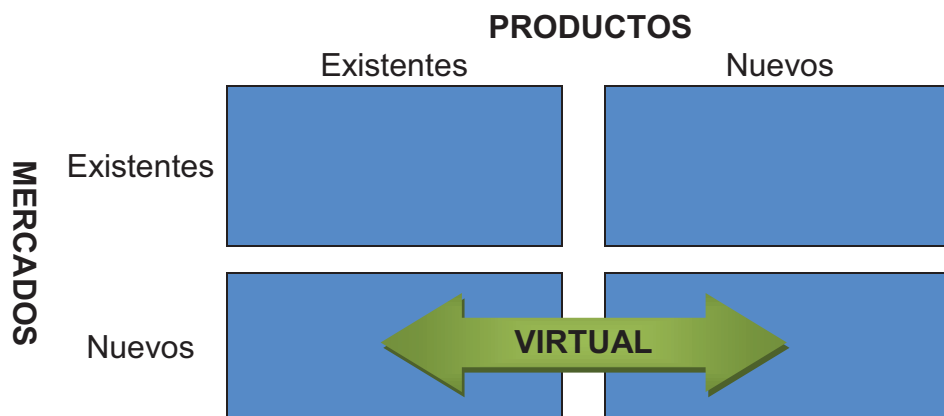 PRODUCTOS
Existentes Nuevos
MERCADOS
Existentes
Nuevos
VIRTUAL